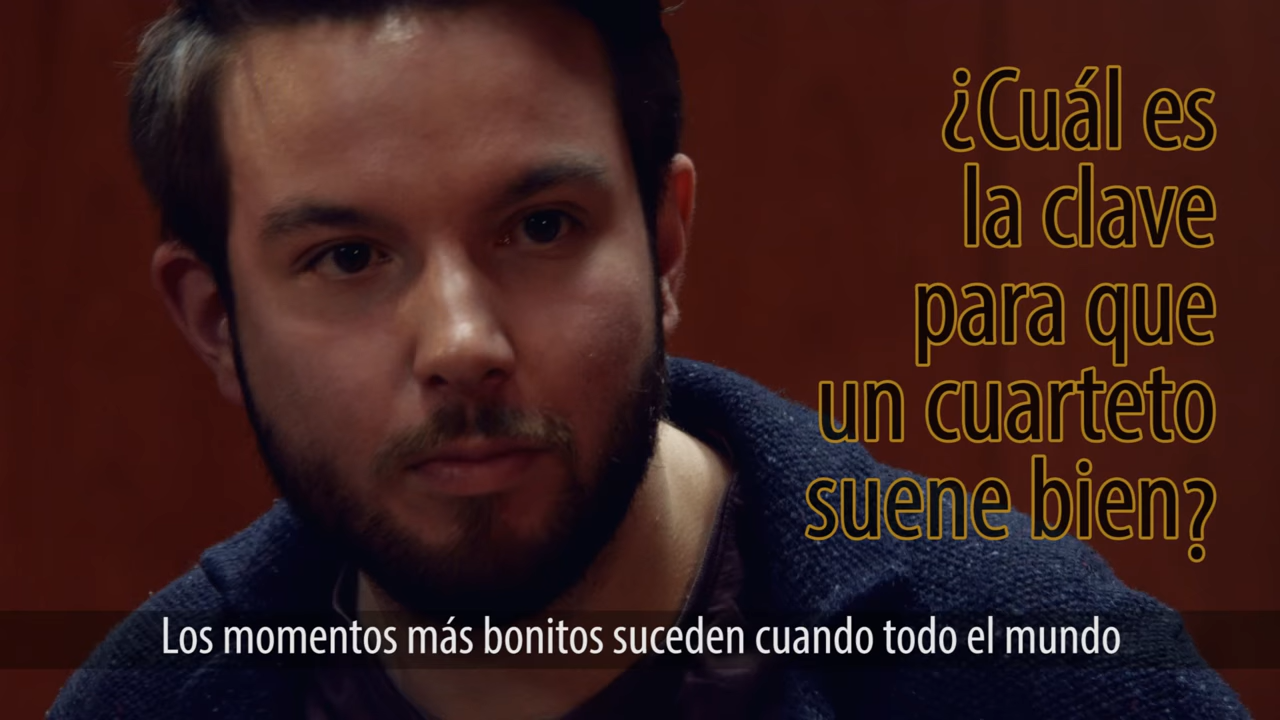 ¿Cuál es
la clave
para que
un cuarteto
suene bien?
Los momentos más bonitos suceden cuando todo el mundo